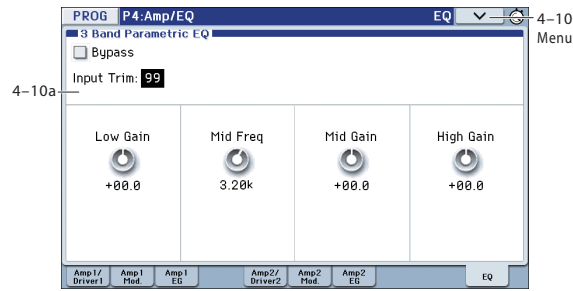 PROG P4:Amp/EQ EQ
4–10
Menu
3 Band Parametric EQ
Bypass
Input Trim: 99
4–10a
Low Gain Mid Freq Mid Gain High Gain
+00.0 3.20k +00.0 +00.0
Amp1/ Driver1 Amp1 Mod. Amp1 EG Amp2/ Driver2 Amp2 Mod. Amp2 EG EQ